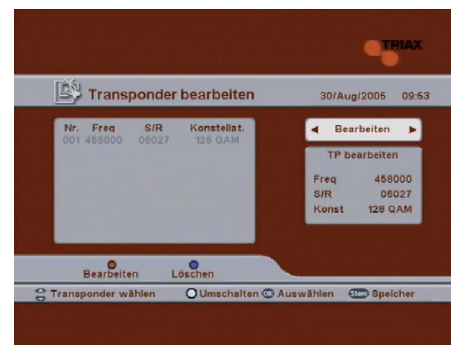 TRIAX
Transponder bearbeiten
30/Aug/2005 09:53
Nr. Freq S/R Konstellat.
001 458000 06027 128 QAM
Bearbeiten
TP bearbeiten
Freq 458000
S/R 06027
Konst 128 QAM
Bearbeiten Löschen
Transponder wählen Umschalten OK Auswählen Speicher